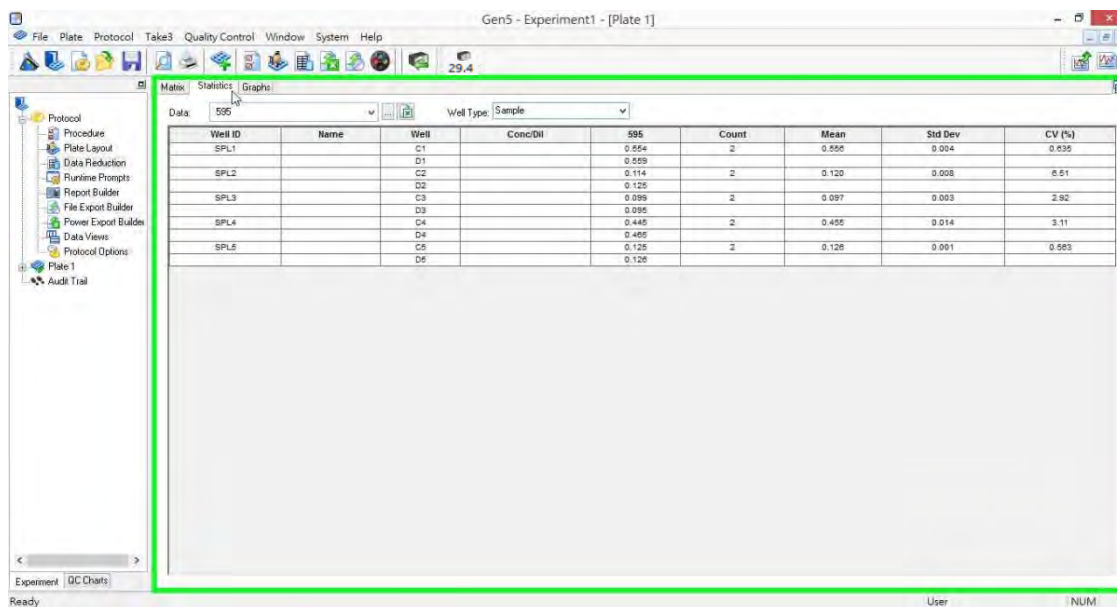 Gen5 - Experiment1 - [Plate 1]
File Plate Protocol Take3 Quality Control Window System Help
29.4
Matrix Statistics Graphs
Data: 595 ... Well Type: Sample
Protocol
Procedure
Plate Layout
Data Reduction
Runtime Prompts
Report Builder
File Export Builder
Power Export Builder
Data Views
Protocol Options
Plate 1
Audit Trail
Well ID Name Well Conc/Dil 595 Count Mean Std Dev CV (%)
SPL1 C1 0.554 2 0.556 0.004 0.635
D1 0.559
SPL2 C2 0.114 2 0.120 0.008 6.51
D2 0.125
SPL3 C3 0.099 2 0.097 0.003 2.92
D3 0.095
SPL4 C4 0.445 2 0.455 0.014 3.11
D4 0.465
SPL5 C5 0.125 2 0.126 0.001 0.563
D5 0.126
Experiment QC Charts
Ready User NUM